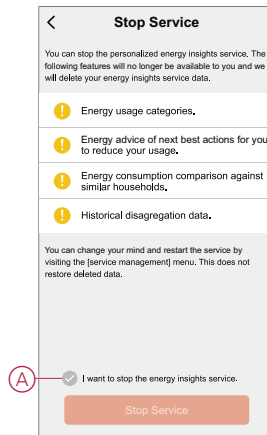 Stop Service
You can stop the personalized energy insights service. The
following features will no longer be available to you and we
will delete your energy insights service data.
Energy usage categories.
Energy advice of next best actions for you
to reduce your usage.
Energy consumption comparison against
similar households.
Historical disagregation data.
You can change your mind and restart the service by
visiting the [service management] menu. This does not
restore deleted data.
A
I want to stop the energy insights service.
Stop Service